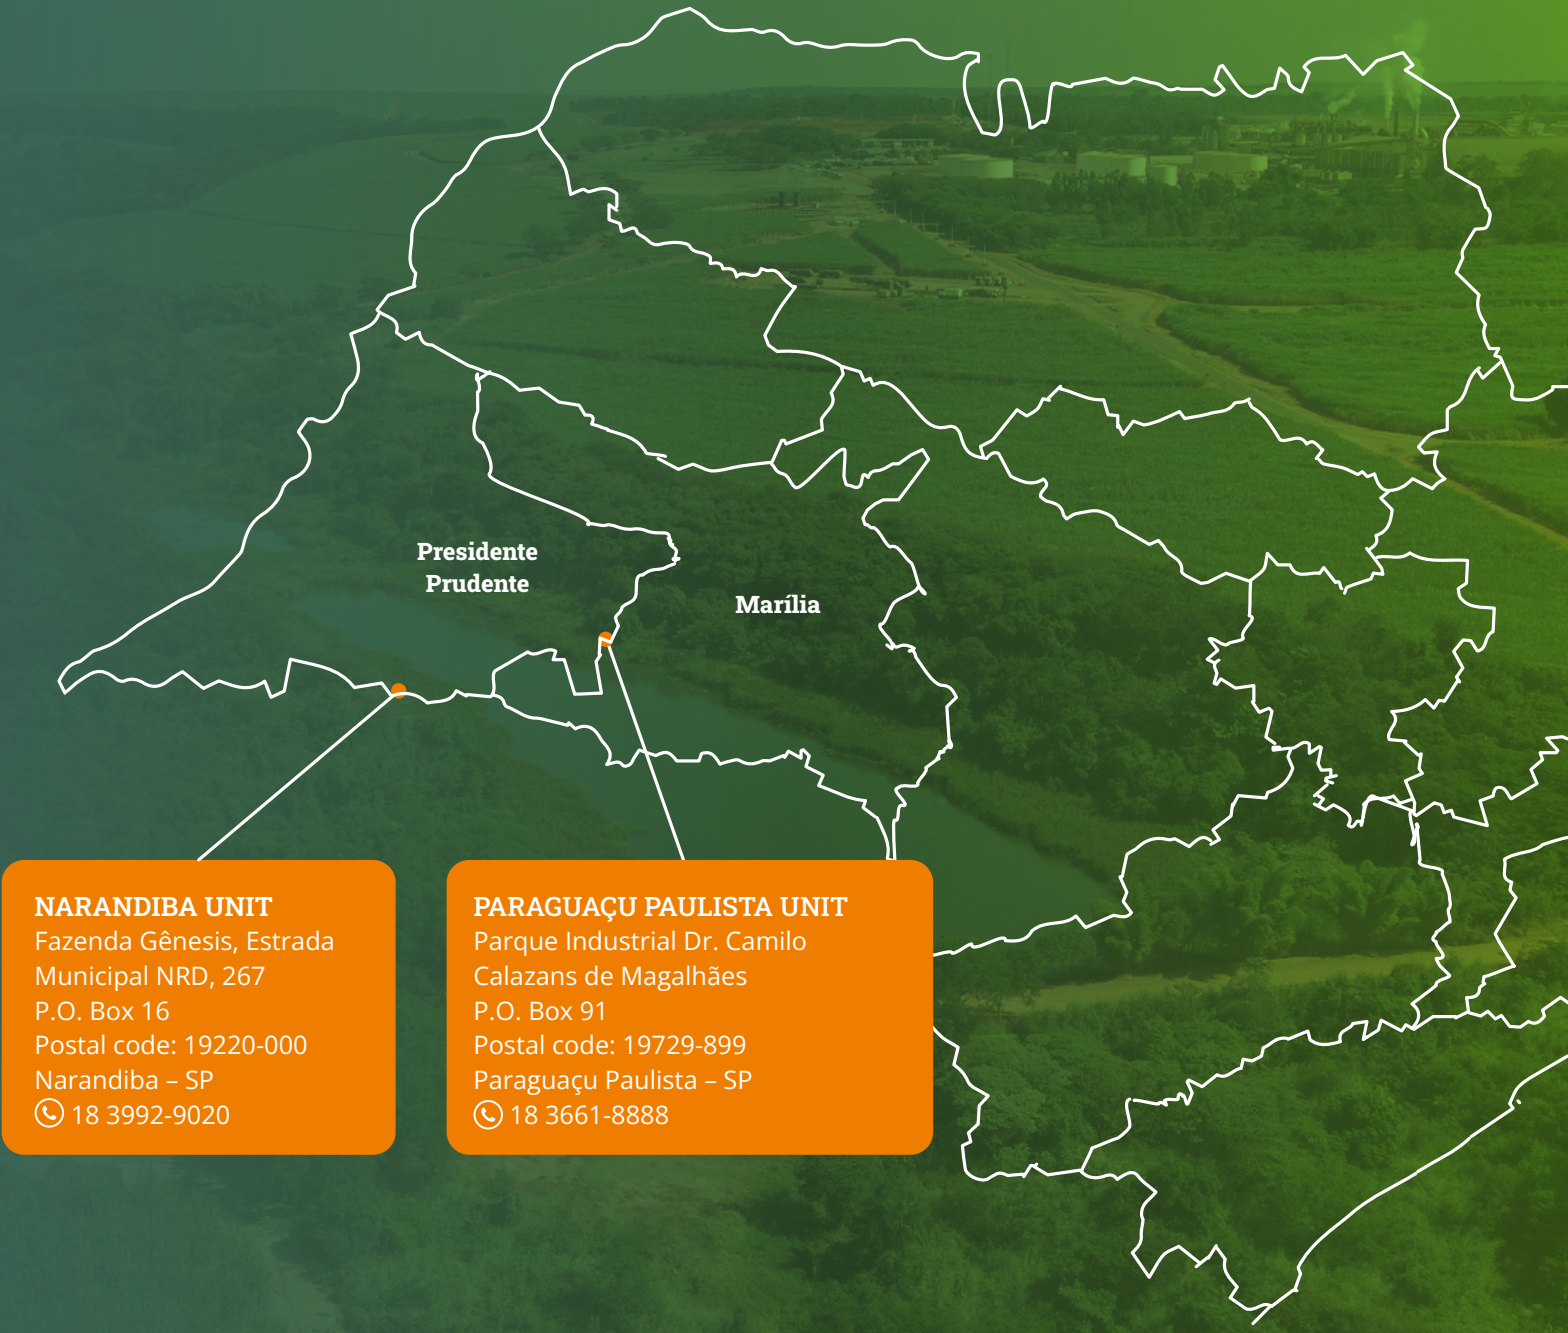 Presidente
Prudente
Marília
NARANDIBA UNIT
Fazenda Gênesis, Estrada
Municipal NRD, 267
P.O. Box 16
Postal code: 19220-000
Narandiba – SP
18 3992-9020
PARAGUAÇU PAULISTA UNIT
Parque Industrial Dr. Camilo
Calazans de Magalhães
P.O. Box 91
Postal code: 19729-899
Paraguaçu Paulista – SP
18 3661-8888